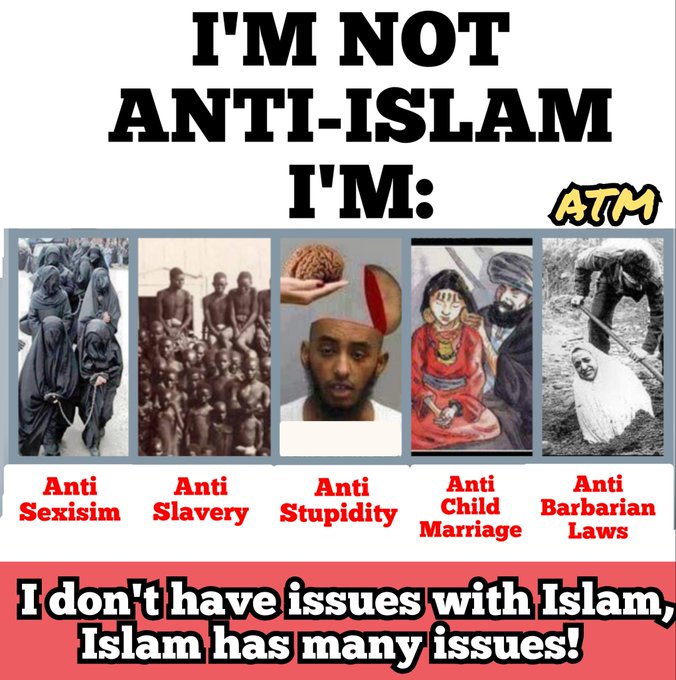 I'M NOT
ANTI-ISLAM
I'M:
ATM
Anti
Sexisim
Anti
Slavery
Anti
Stupidity
Anti
Child
Marriage
Anti
Barbarian
Laws
I don't have issues with Islam,
Islam has many issues!